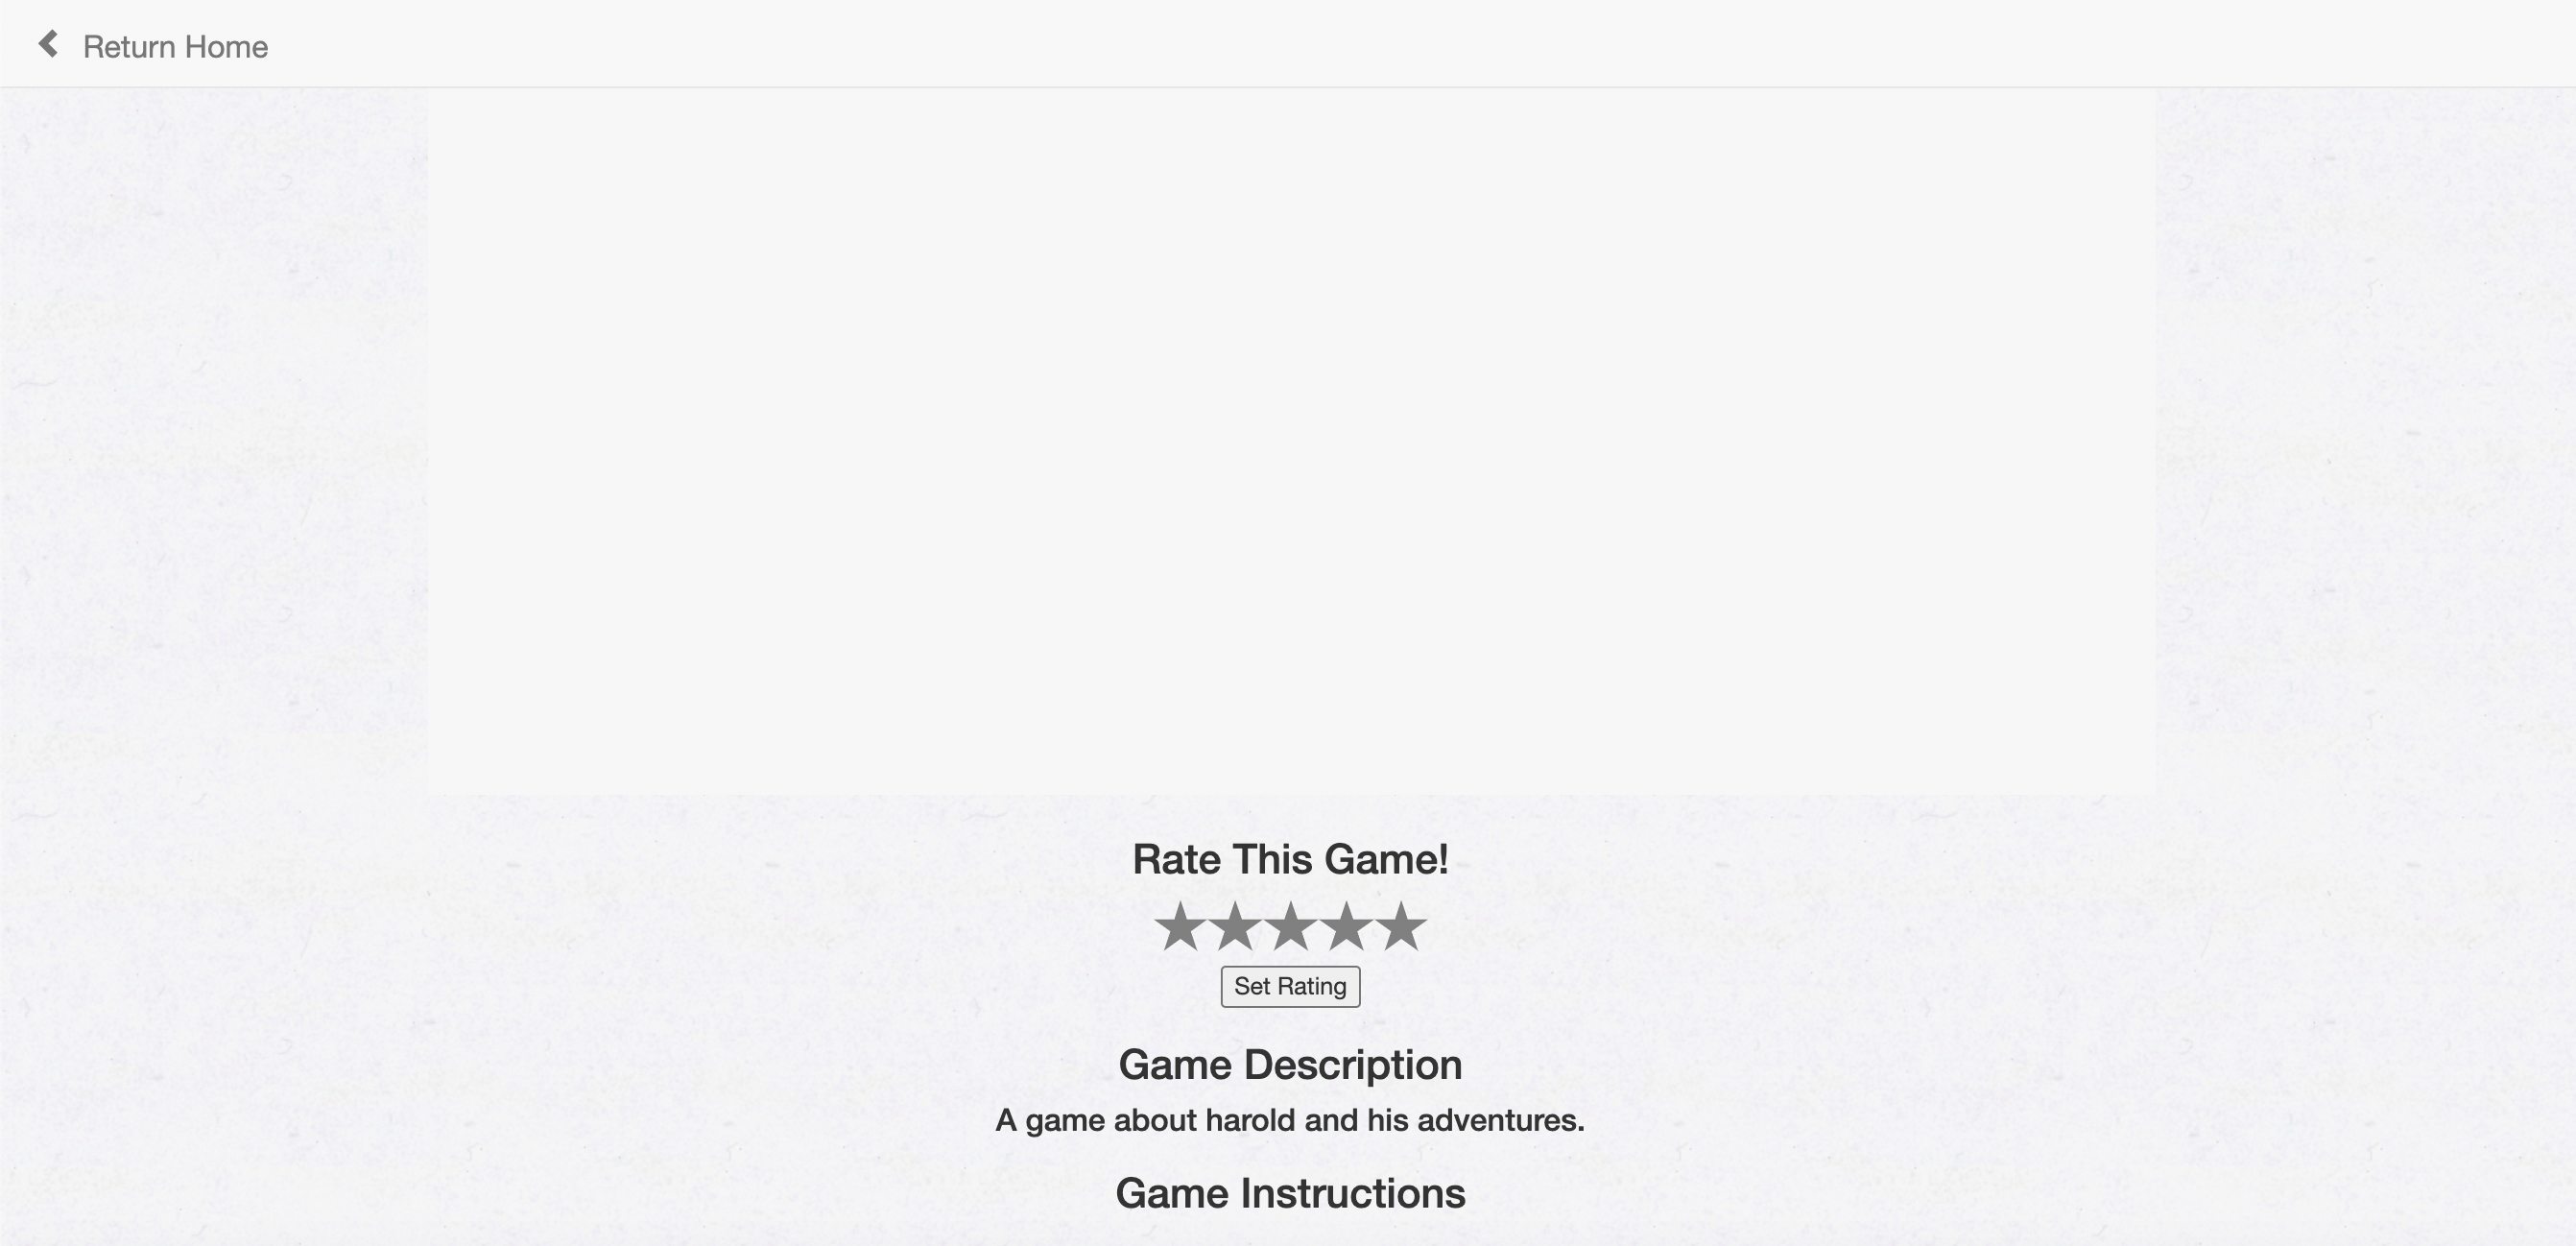 Return Home
Rate This Game!
Set Rating
Game Description
A game about harold and his adventures.
Game Instructions